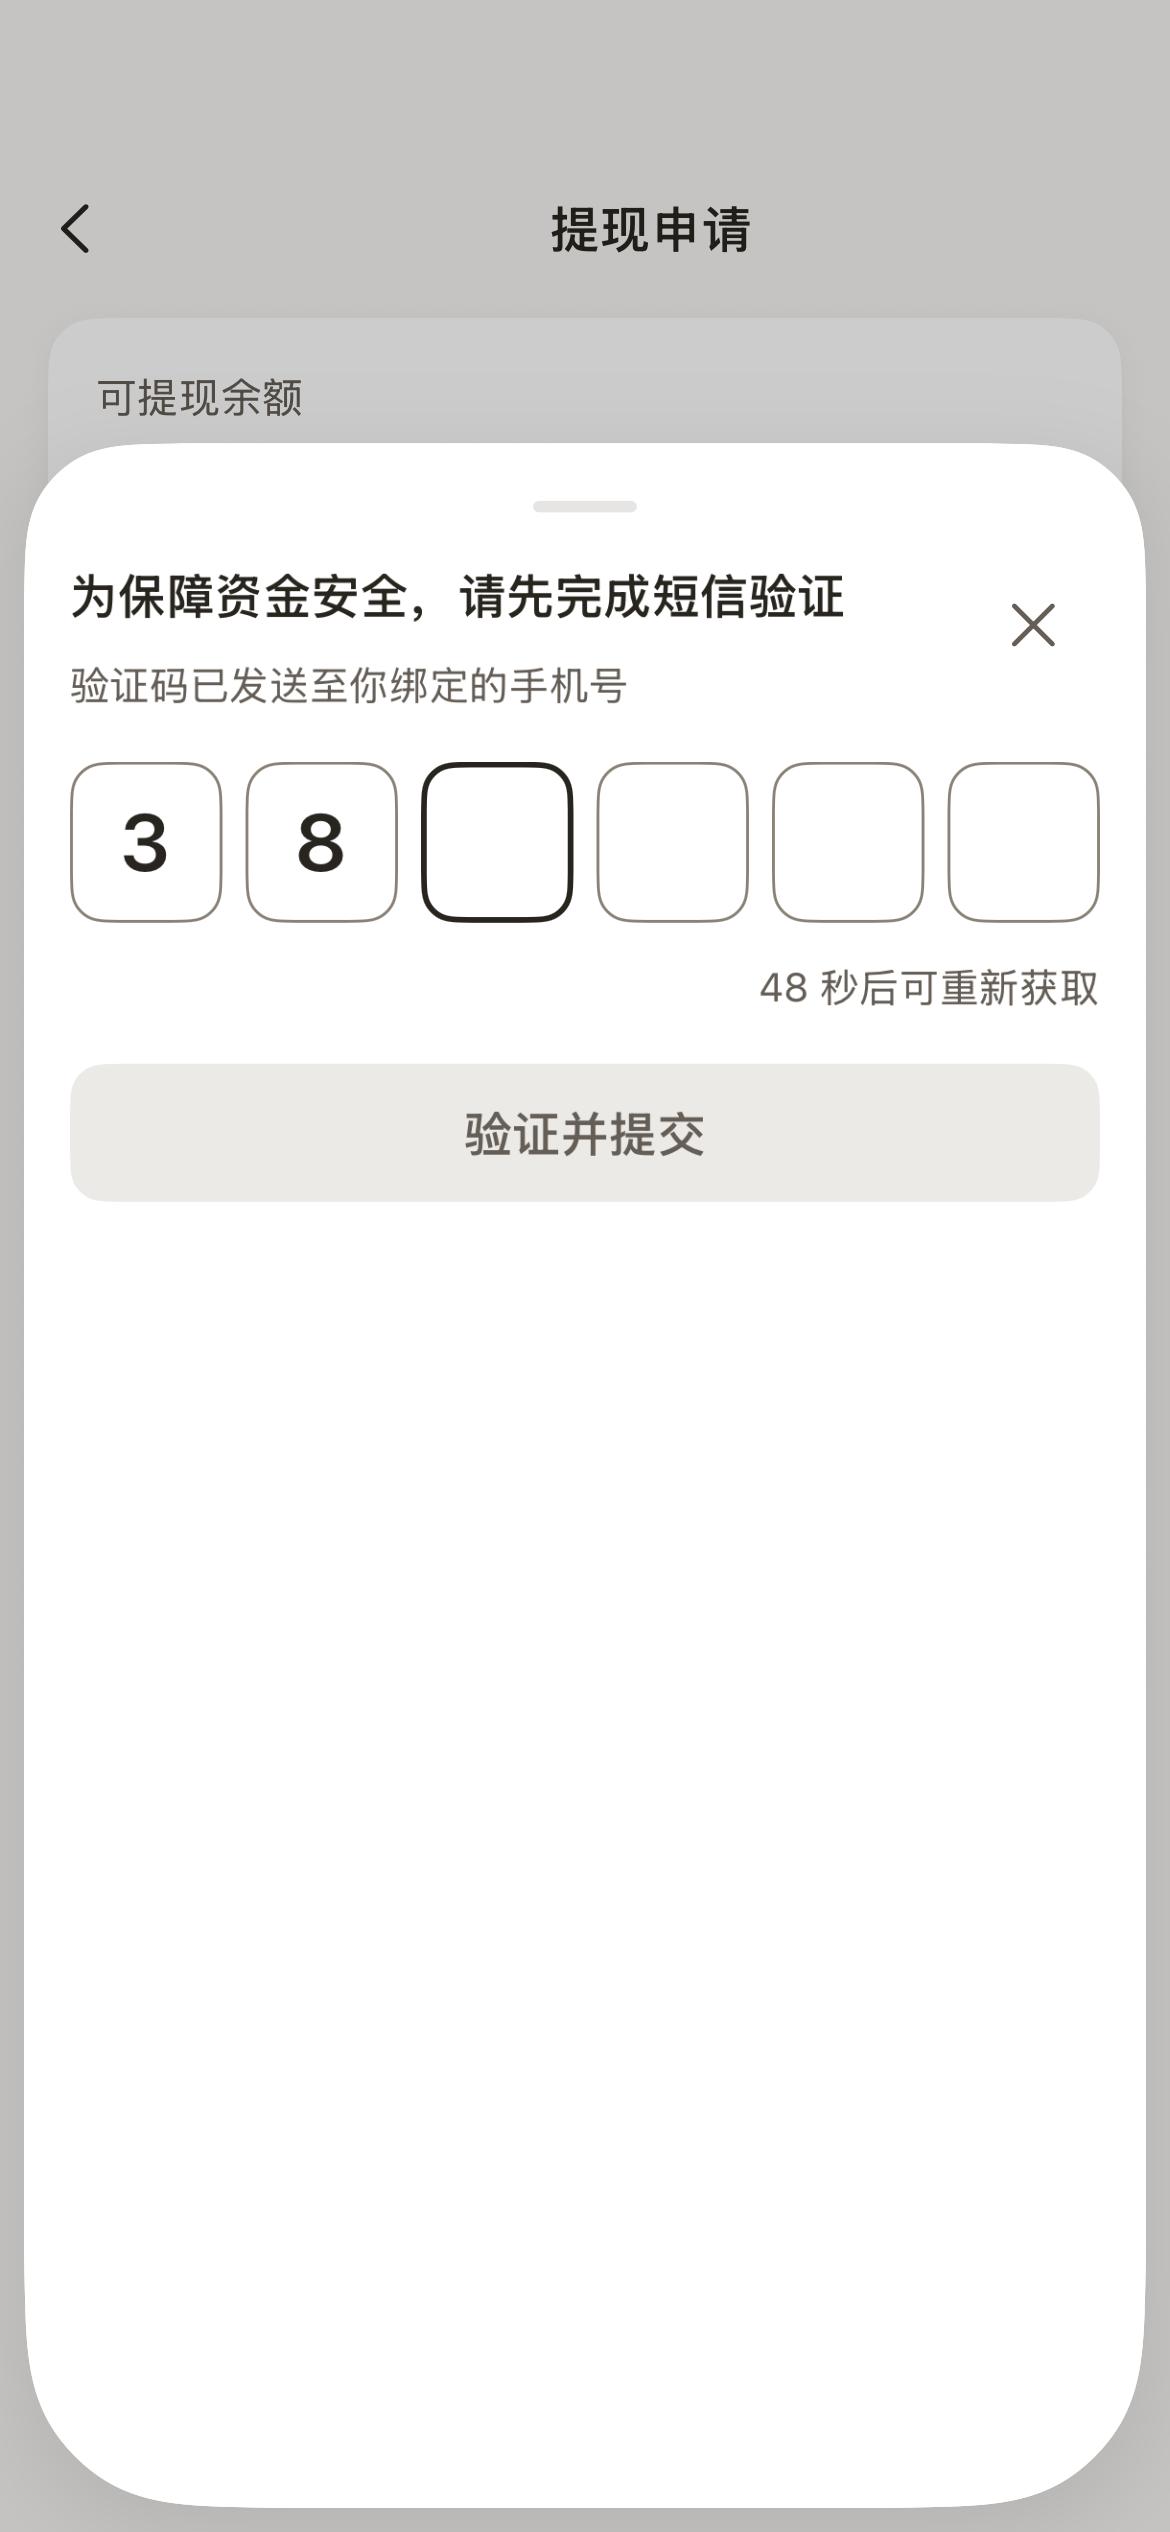 提现申请
可提现余额
为保障资金安全，请先完成短信验证
验证码已发送至你绑定的手机号
3 8
48 秒后可重新获取
验证并提交